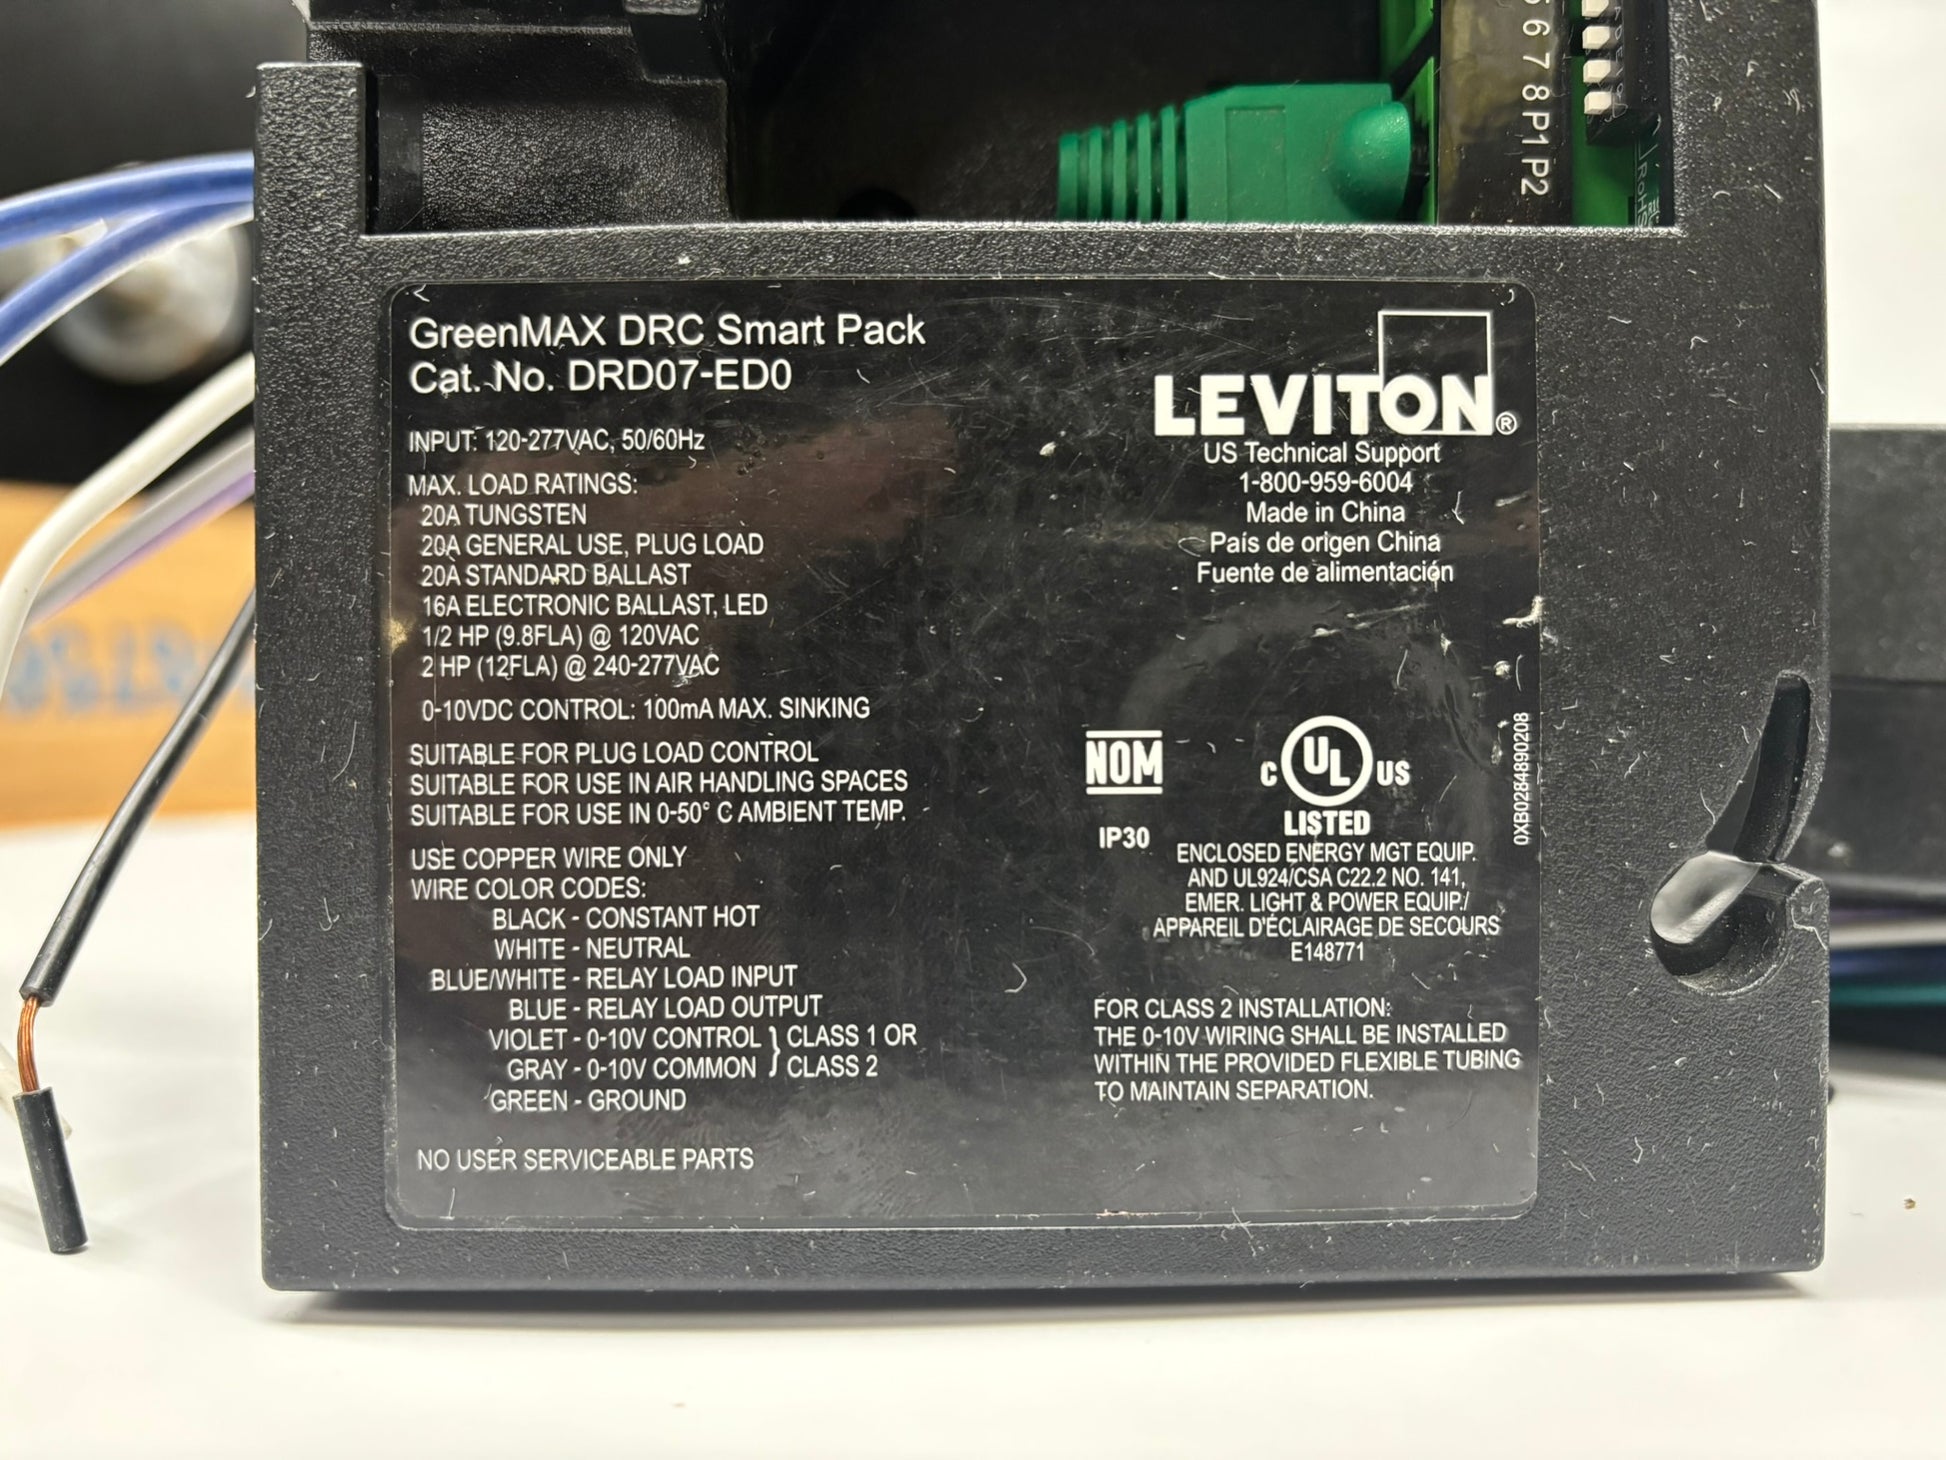 6 7 8 P1 P2
RoHS
GreenMAX DRC Smart Pack
Cat. No. DRD07-ED0
INPUT: 120-277VAC, 50/60Hz
MAX. LOAD RATINGS:
20A TUNGSTEN
20A GENERAL USE, PLUG LOAD
20A STANDARD BALLAST
16A ELECTRONIC BALLAST, LED
1/2 HP (9.8FLA) @ 120VAC
2 HP (12FLA) @ 240-277VAC
0-10VDC CONTROL: 100mA MAX. SINKING
SUITABLE FOR PLUG LOAD CONTROL
SUITABLE FOR USE IN AIR HANDLING SPACES
SUITABLE FOR USE IN 0-50° C AMBIENT TEMP.
USE COPPER WIRE ONLY
WIRE COLOR CODES:
BLACK - CONSTANT HOT
WHITE - NEUTRAL
BLUE/WHITE - RELAY LOAD INPUT
BLUE - RELAY LOAD OUTPUT
VIOLET - 0-10V CONTROL } CLASS 1 OR
GRAY - 0-10V COMMON } CLASS 2
GREEN - GROUND
NO USER SERVICEABLE PARTS
LEVITON®
US Technical Support
1-800-959-6004
Made in China
País de origen China
Fuente de alimentación
NOM
IP30
C UL US
LISTED
ENCLOSED ENERGY MGT EQUIP.
AND UL924/CSA C22.2 NO. 141,
EMER. LIGHT & POWER EQUIP./
APPAREIL D'ÉCLAIRAGE DE SECOURS
E148771
FOR CLASS 2 INSTALLATION:
THE 0-10V WIRING SHALL BE INSTALLED
WITHIN THE PROVIDED FLEXIBLE TUBING
TO MAINTAIN SEPARATION.
0XB0284890208